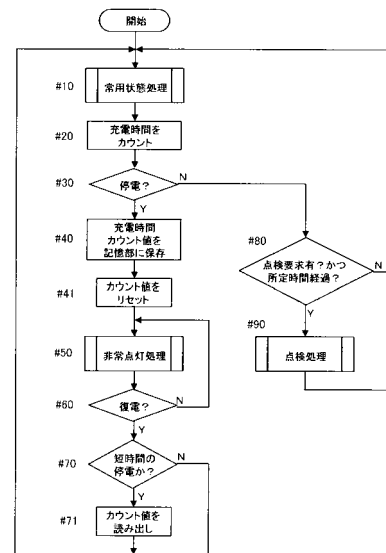 開始
#10
常用状態処理
#20
充電時間を
カウント
#30
停電?
N
Y
#40
充電時間
カウント値を
記憶部に保存
#80
点検要求有?かつ
所定時間経過?
N
Y
#41
カウント値を
リセット
#90
点検処理
#50
非常点灯処理
#60
復電?
N
Y
#70
短時間の
停電か?
N
Y
#71
カウント値を
読み出し